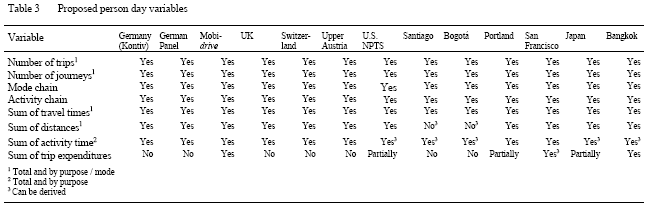 Table 3 Proposed person day variables
Variable Germany (Kontiv) German Panel Mobidrive UK Switzer-land Upper Austria U.S. NPTS Santiago Bogotá Portland San Francisco Japan Bangkok
Number of trips1 Yes Yes Yes Yes Yes Yes Yes Yes Yes Yes Yes Yes Yes
Number of journeys1 Yes Yes Yes Yes Yes Yes Yes Yes Yes Yes Yes Yes Yes
Mode chain Yes Yes Yes Yes Yes Yes Yes Yes Yes Yes Yes Yes Yes
Activity chain Yes Yes Yes Yes Yes Yes Yes Yes Yes Yes Yes Yes Yes
Sum of travel times1 Yes Yes Yes Yes Yes Yes Yes Yes Yes Yes Yes Yes Yes
Sum of distances1 Yes Yes Yes Yes Yes Yes Yes No3 No3 Yes Yes Yes Yes
Sum of activity time2 Yes Yes Yes Yes Yes Yes Yes3 Yes3 Yes3 Yes Yes Yes3 Yes3
Sum of trip expenditures No No Yes No No No Partially No No Partially Yes3 Partially Yes
1 Total and by purpose / mode
2 Total and by purpose
3 Can be derived